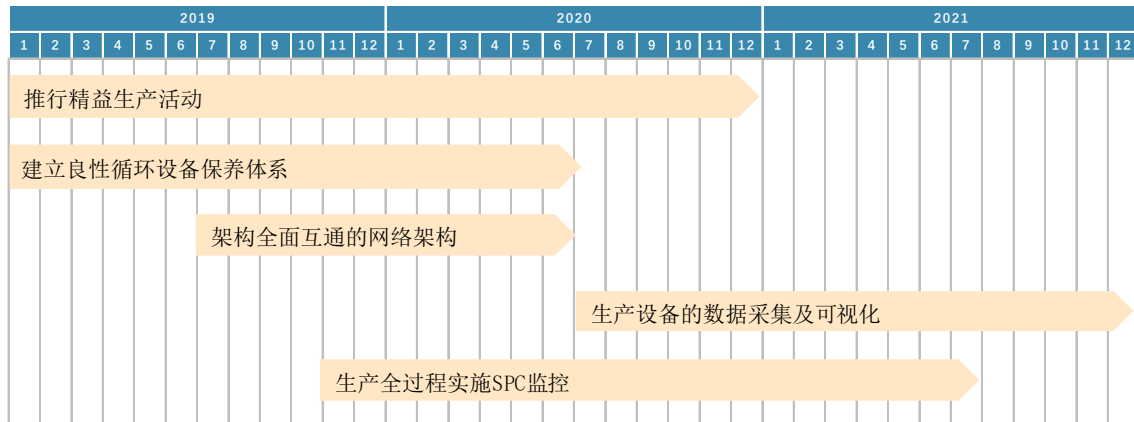 2019 2020 2021
1 2 3 4 5 6 7 8 9 10 11 12 1 2 3 4 5 6 7 8 9 10 11 12 1 2 3 4 5 6 7 8 9 10 11 12
推行精益生产活动
建立良性循环设备保养体系
架构全面互通的网络架构
生产设备的数据采集及可视化
生产全过程实施SPC监控